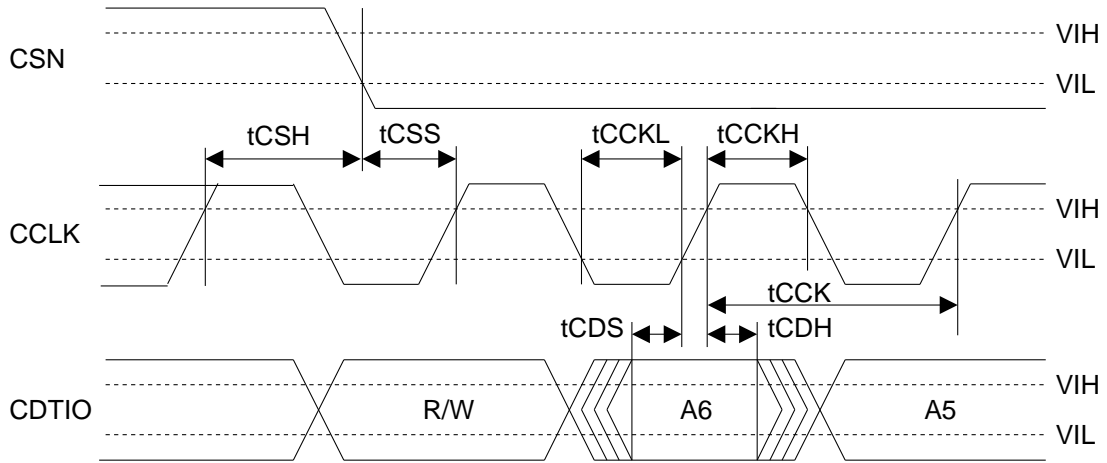 VIH
CSN
VIL
tCSH tCSS tCCKL tCCKH
VIH
CCLK
VIL
tCCK
tCDS tCDH
VIH
CDTIO R/W A6 A5
VIL